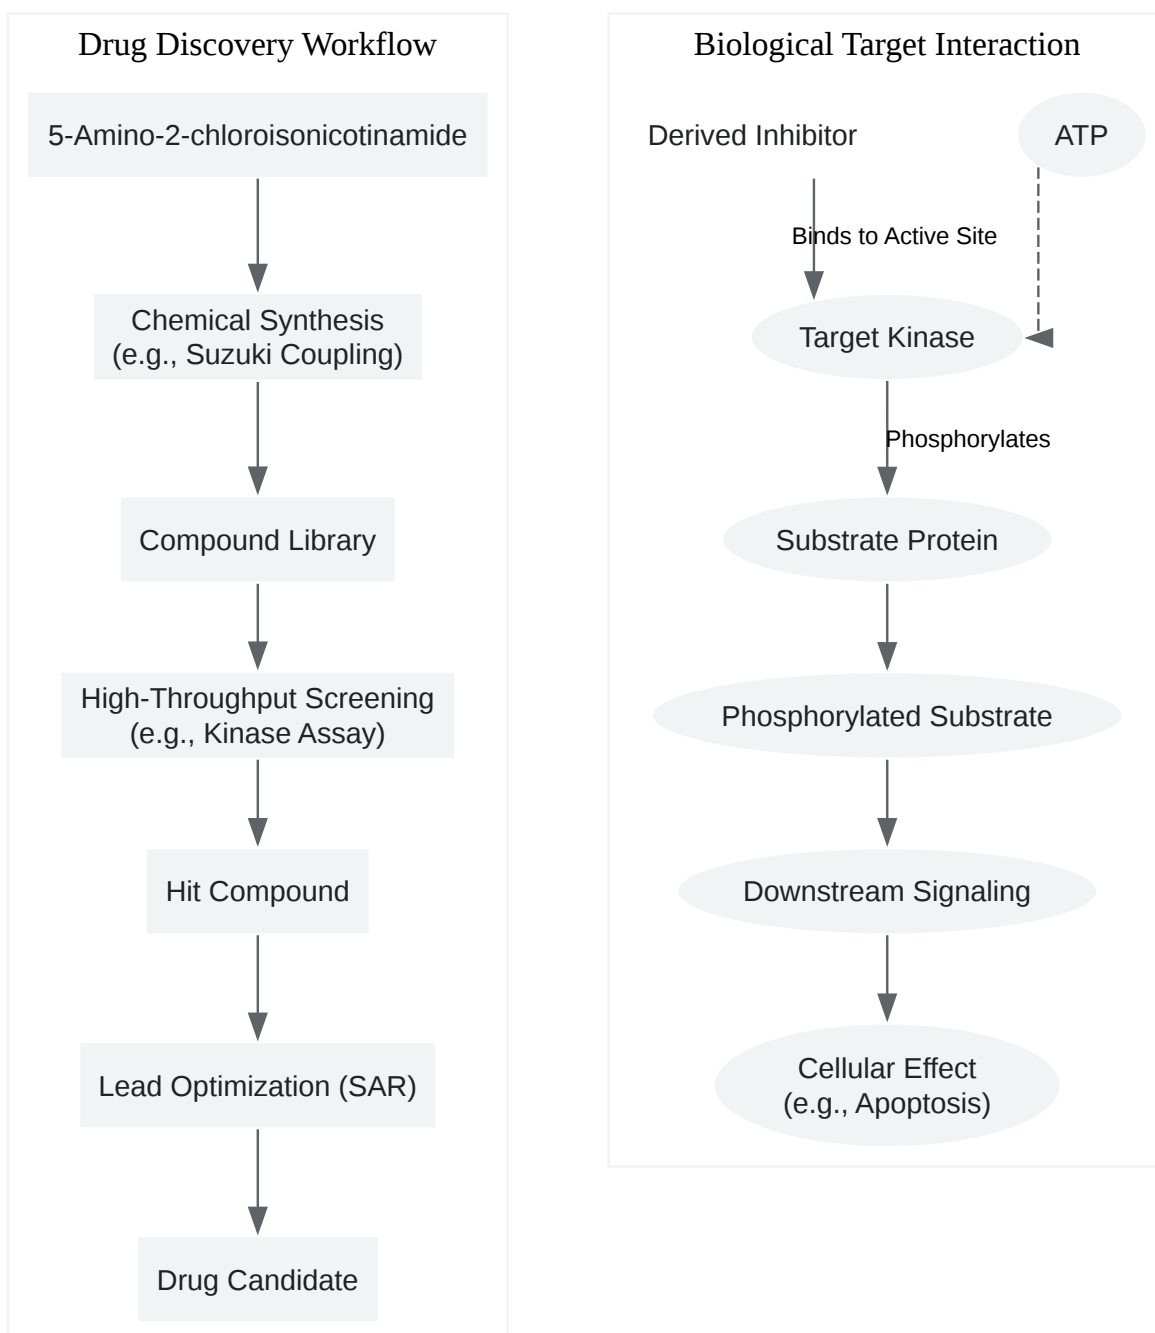 Drug Discovery Workflow
5-Amino-2-chloroisonicotinamide
Chemical Synthesis
(e.g., Suzuki Coupling)
Compound Library
High-Throughput Screening
(e.g., Kinase Assay)
Hit Compound
Lead Optimization (SAR)
Drug Candidate
Biological Target Interaction
Derived Inhibitor
ATP
Binds to Active Site
Target Kinase
Phosphorylates
Substrate Protein
Phosphorylated Substrate
Downstream Signaling
Cellular Effect
(e.g., Apoptosis)